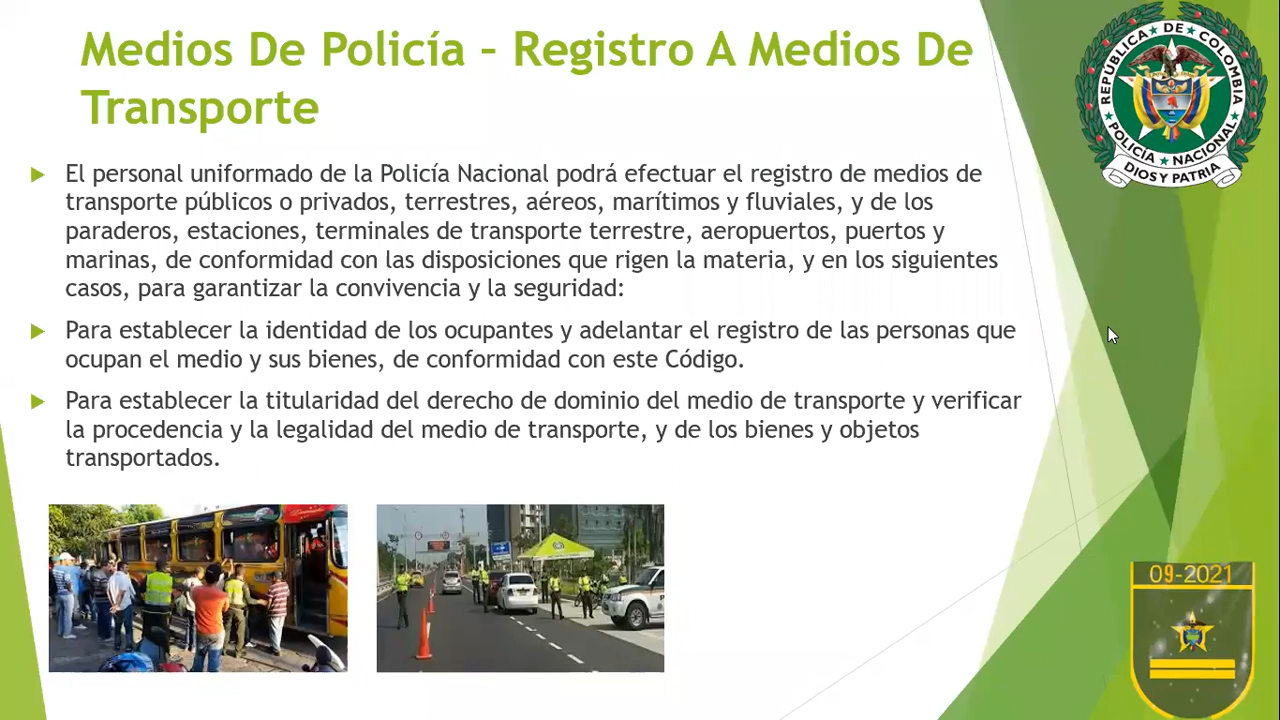 Medios De Policía – Registro A Medios De
Transporte
El personal uniformado de la Policía Nacional podrá efectuar el registro de medios de
transporte públicos o privados, terrestres, aéreos, marítimos y fluviales, y de los
paraderos, estaciones, terminales de transporte terrestre, aeropuertos, puertos y
marinas, de conformidad con las disposiciones que rigen la materia, y en los siguientes
casos, para garantizar la convivencia y la seguridad:
Para establecer la identidad de los ocupantes y adelantar el registro de las personas que
ocupan el medio y sus bienes, de conformidad con este Código.
Para establecer la titularidad del derecho de dominio del medio de transporte y verificar
la procedencia y la legalidad del medio de transporte, y de los bienes y objetos
transportados.
REPÚBLICA DE COLOMBIA
POLICÍA NACIONAL
DIOS Y PATRIA
09-2021